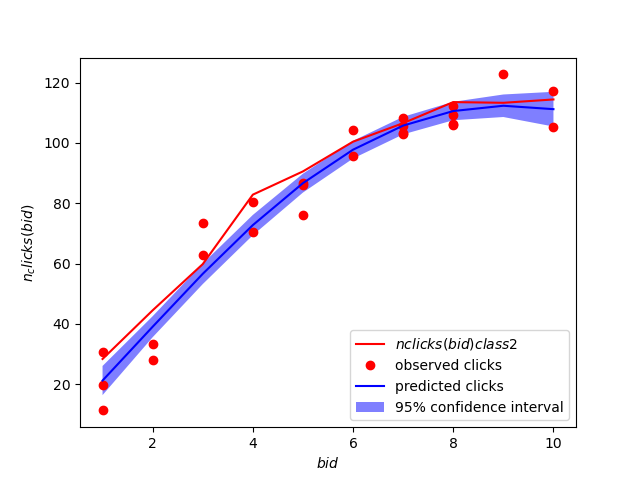 120
100
80
60
40
20
2 4 6 8 10
n_clicks(bid)
bid
nclicks(bid)class2
observed clicks
predicted clicks
95% confidence interval